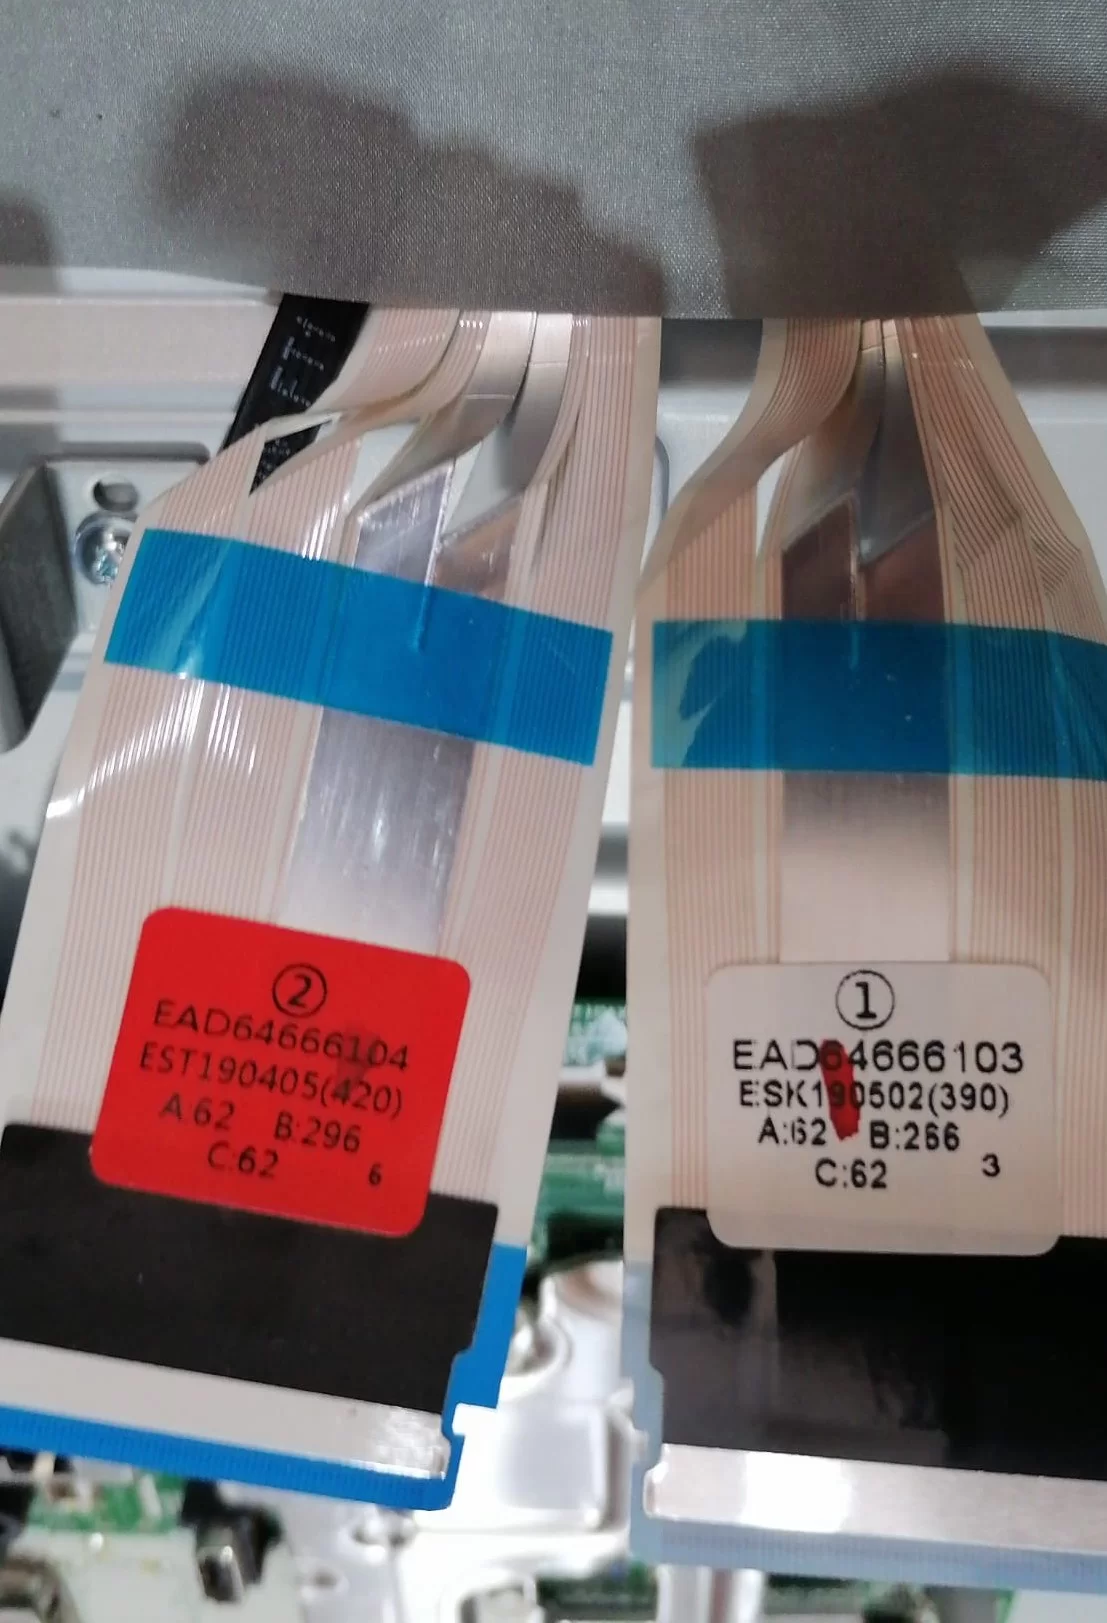 ②
EAD64666104
EST190405(420)
A:62 B:296
C:62 6
①
EAD64666103
ESK190502(390)
A:62 B:266
C:62 3